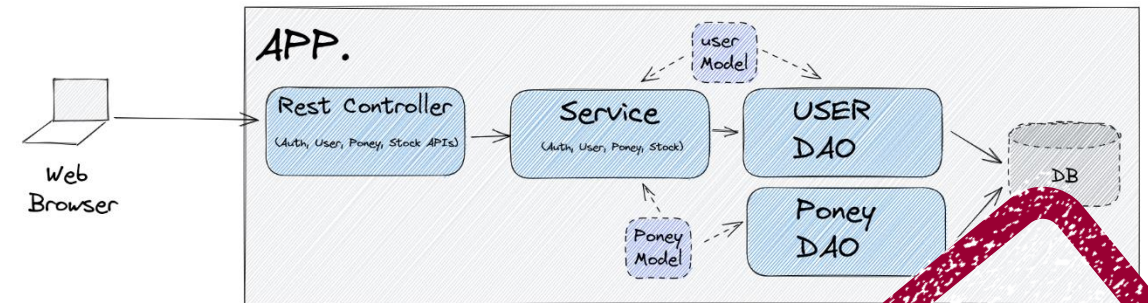 APP.
user
Model
Rest Controller
(Auth, User, Poney, Stock APIs)
Service
(Auth, User, Poney, Stock)
USER
DAO
DB
Web
Browser
Poney
Model
Poney
DAO